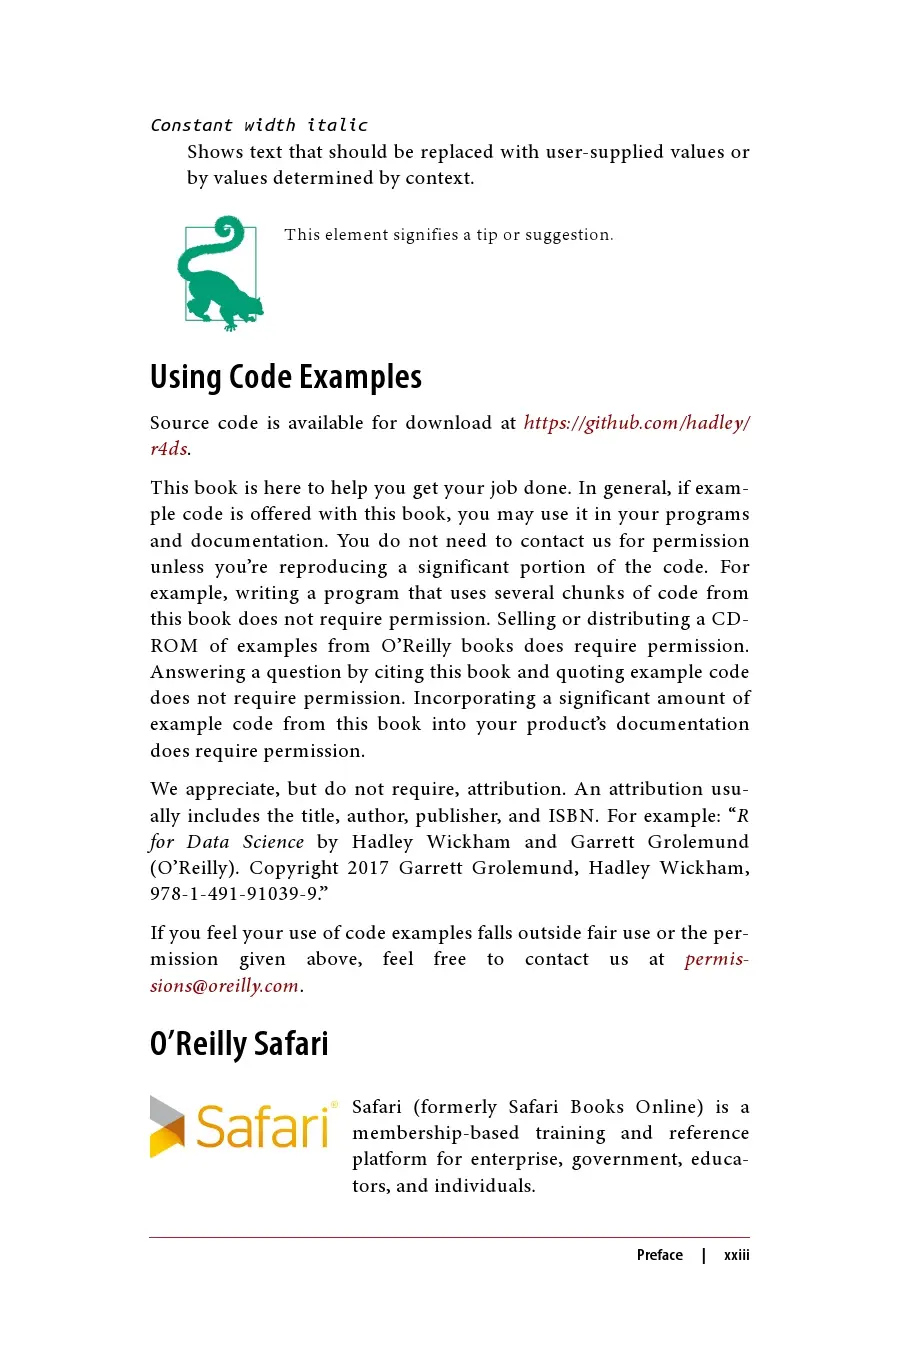 Constant width italic
Shows text that should be replaced with user-supplied values or
by values determined by context.
This element signifies a tip or suggestion.
Using Code Examples
Source code is available for download at https://github.com/hadley/
r4ds.
This book is here to help you get your job done. In general, if exam-
ple code is offered with this book, you may use it in your programs
and documentation. You do not need to contact us for permission
unless you’re reproducing a significant portion of the code. For
example, writing a program that uses several chunks of code from
this book does not require permission. Selling or distributing a CD-
ROM of examples from O’Reilly books does require permission.
Answering a question by citing this book and quoting example code
does not require permission. Incorporating a significant amount of
example code from this book into your product’s documentation
does require permission.
We appreciate, but do not require, attribution. An attribution usu-
ally includes the title, author, publisher, and ISBN. For example: “R
for Data Science by Hadley Wickham and Garrett Grolemund
(O’Reilly). Copyright 2017 Garrett Grolemund, Hadley Wickham,
978-1-491-91039-9.”
If you feel your use of code examples falls outside fair use or the per-
mission given above, feel free to contact us at permis-
sions@oreilly.com.
O’Reilly Safari
Safari®
Safari (formerly Safari Books Online) is a
membership-based training and reference
platform for enterprise, government, educa-
tors, and individuals.
Preface | xxiii